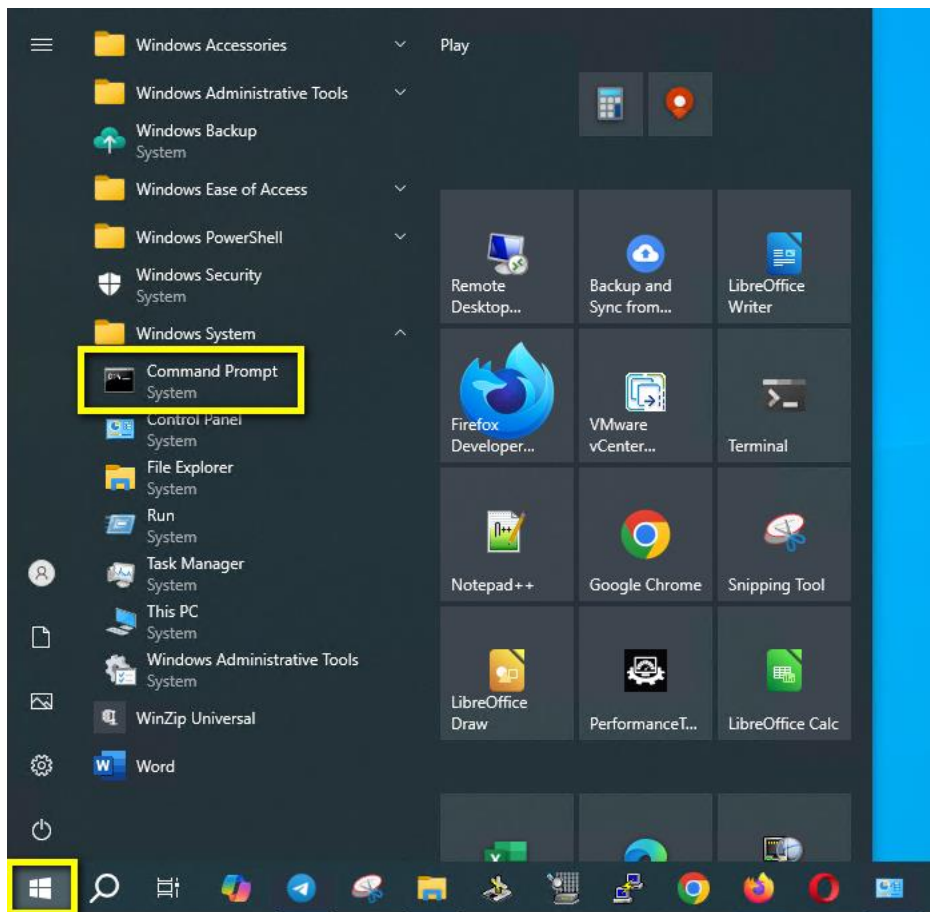 Windows Accessories
Windows Administrative Tools
Windows Backup
System
Windows Ease of Access
Windows PowerShell
Windows Security
System
Windows System
Command Prompt
System
Control Panel
System
File Explorer
System
Run
System
Task Manager
System
This PC
System
Windows Administrative Tools
System
WinZip Universal
Word
Play
Remote
Desktop...
Backup and
Sync from...
LibreOffice
Writer
Firefox
Developer...
VMware
vCenter...
Terminal
Notepad++
Google Chrome
Snipping Tool
LibreOffice
Draw
PerformanceT...
LibreOffice Calc